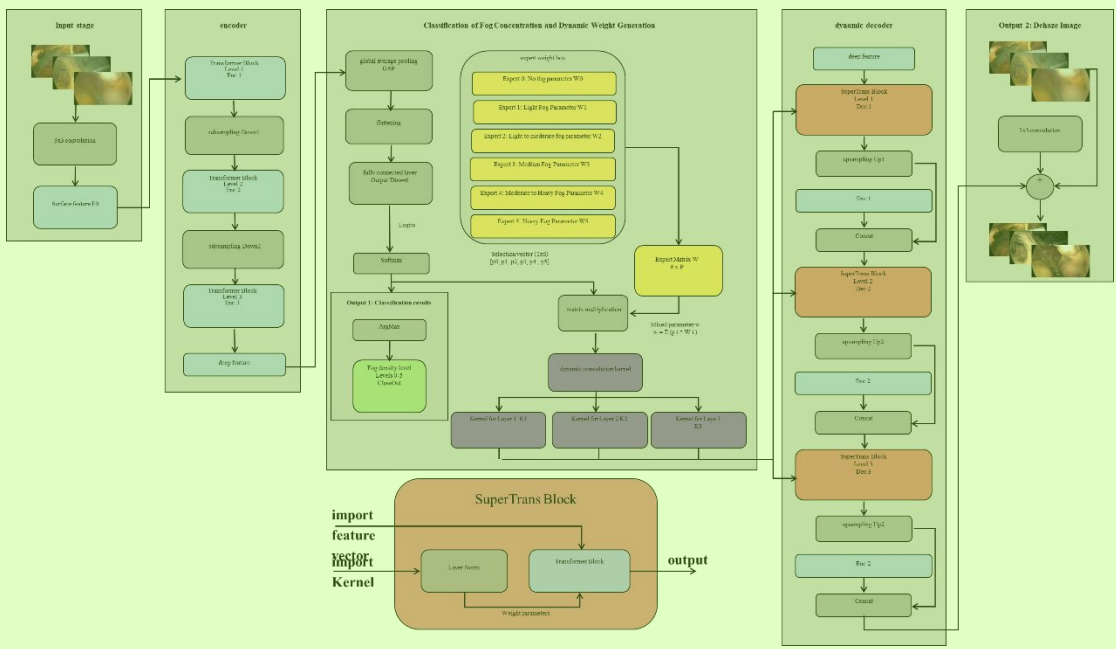 Input stage
3x3 convolution
Surface feature F0
encoder
Transformer Block
Level 1
Enc 1
subsampling Down1
Transformer Block
Level 2
Enc 2
subsampling Down2
Transformer Block
Level 3
deep feature
Classification of Fog Concentration and Dynamic Weight Generation
global average pooling
GAP
flattening
fully connected layer
Logits
Softmax
expert weight box
Expert 0: No fog parameter W0
Expert 1: Light Fog Parameter W1
Expert 2: Light to moderate fog parameter W2
Expert 3: Medium Fog Parameter W3
Expert 4: Moderate to Heavy Fog Parameter W4
Expert 5: Heavy Fog Parameter W5
Selection vector (1x6)
[p0, p1, p2, p3, p4, p5]
Expert Matrix W
matrix multiplication
Mixed parameter w
w = Σ (p i * W i )
Output 1: Classification results
ArgMax
Fog density level
Levels 0-5
ClassOut
dynamic convolution kernel
Kernel for Layer 1 K1
Kernel for Layer 2 K2
Kernel for Laye 3
K3
dynamic decoder
deep feature
SuperTrans Block
Level 1
Dec 1
upsampling Up1
Enc 1
Concat
SuperTrans Block
Level 2
Dec 2
upsampling Up2
Enc 2
Concat
SuperTrans Block
Level 3
Dec 3
upsampling Up2
Enc 2
Concat
Output 2: Dehaze Image
3x3 convolution
+
SuperTrans Block
import
feature
vector
import
Kernel
Layer Norm
Transformer Block
Weight parameters
output